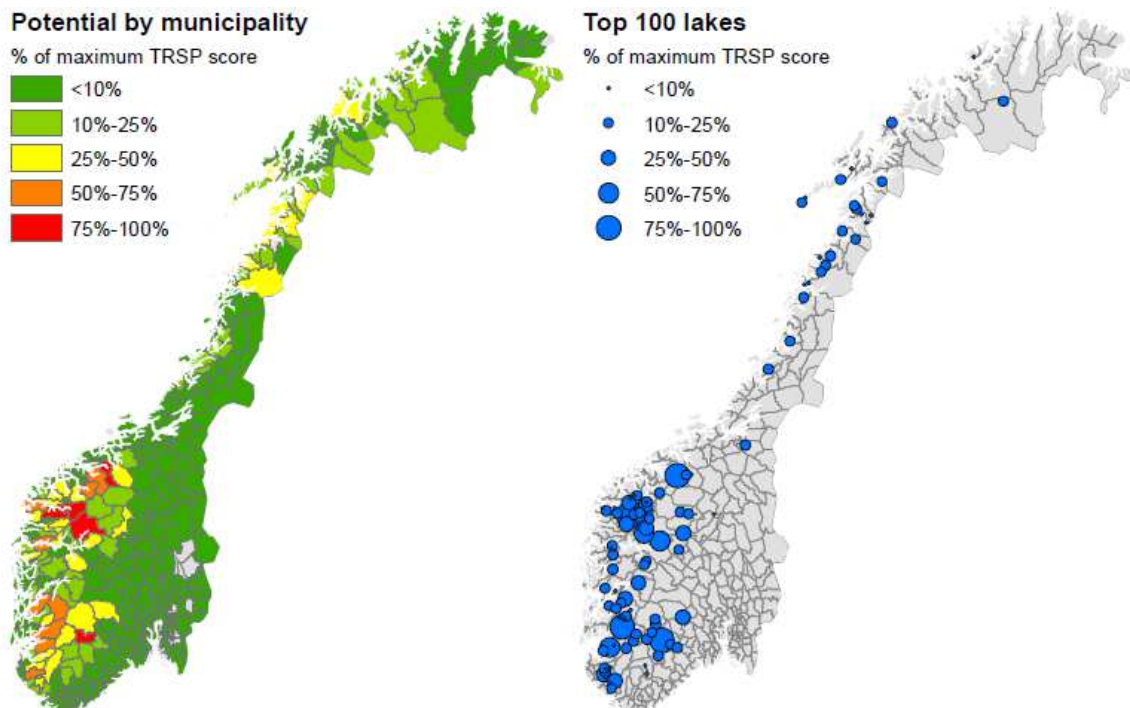 Potential by municipality
% of maximum TRSP score
<10%
10%-25%
25%-50%
50%-75%
75%-100%
Top 100 lakes
% of maximum TRSP score
<10%
10%-25%
25%-50%
50%-75%
75%-100%